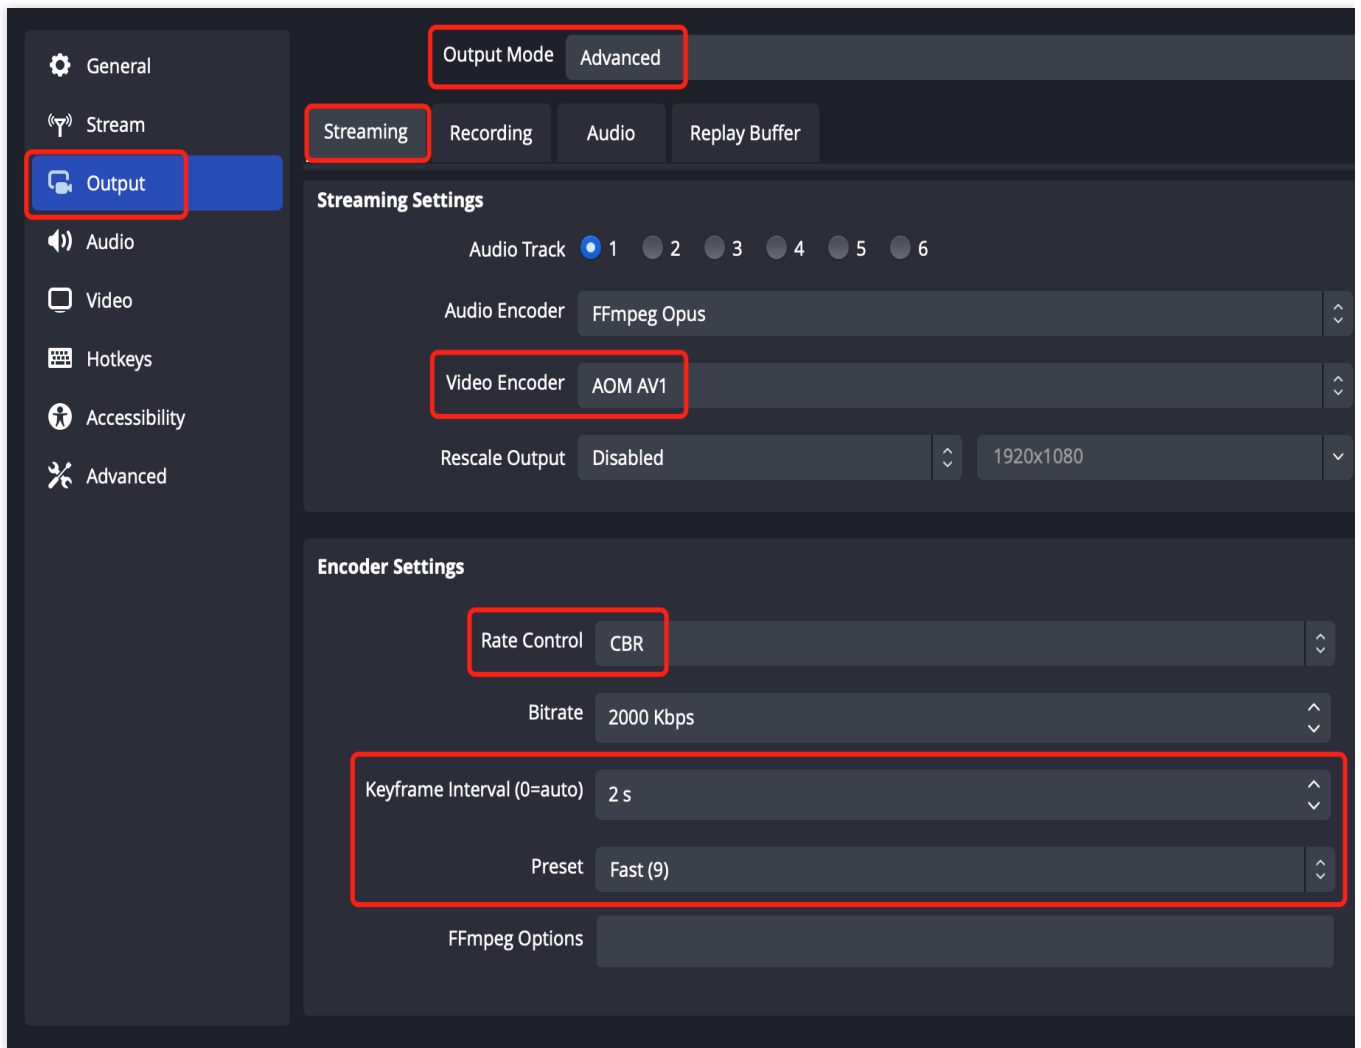 General
Stream
Output
Audio
Video
Hotkeys
Accessibility
Advanced
Output Mode Advanced
Streaming Recording Audio Replay Buffer
Streaming Settings
Audio Track 1 2 3 4 5 6
Audio Encoder FFmpeg Opus
Video Encoder AOM AV1
Rescale Output Disabled 1920x1080
Encoder Settings
Rate Control CBR
Bitrate 2000 Kbps
Keyframe Interval (0=auto) 2 s
Preset Fast (9)
FFmpeg Options